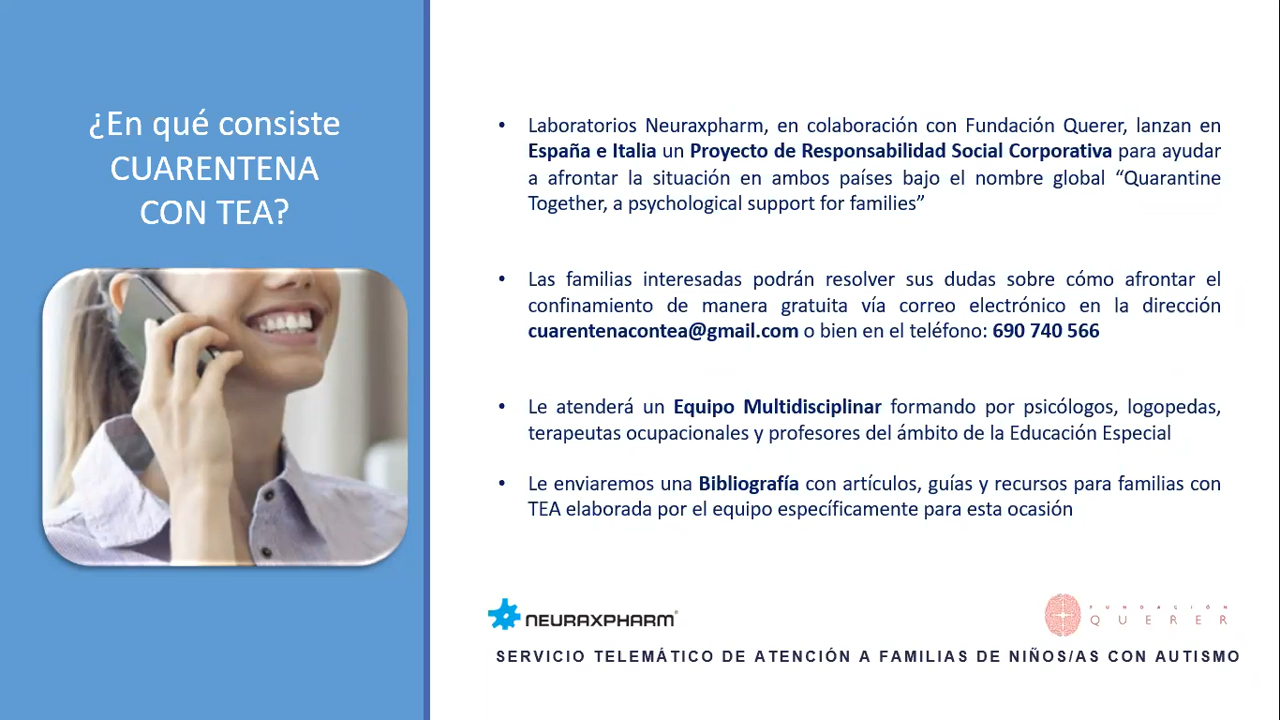 ¿En qué consiste
CUARENTENA
CON TEA?
• Laboratorios Neuraxpharm, en colaboración con Fundación Querer, lanzan en
España e Italia un Proyecto de Responsabilidad Social Corporativa para ayudar
a afrontar la situación en ambos países bajo el nombre global “Quarantine
Together, a psychological support for families”
• Las familias interesadas podrán resolver sus dudas sobre cómo afrontar el
confinamiento de manera gratuita vía correo electrónico en la dirección
cuarentenacontea@gmail.com o bien en el teléfono: 690 740 566
• Le atenderá un Equipo Multidisciplinar formando por psicólogos, logopedas,
terapeutas ocupacionales y profesores del ámbito de la Educación Especial
• Le enviaremos una Bibliografía con artículos, guías y recursos para familias con
TEA elaborada por el equipo específicamente para esta ocasión
NEURAXPHARM®
FUNDACIÓN
QUERER
SERVICIO TELEMÁTICO DE ATENCIÓN A FAMILIAS DE NIÑOS/AS CON AUTISMO